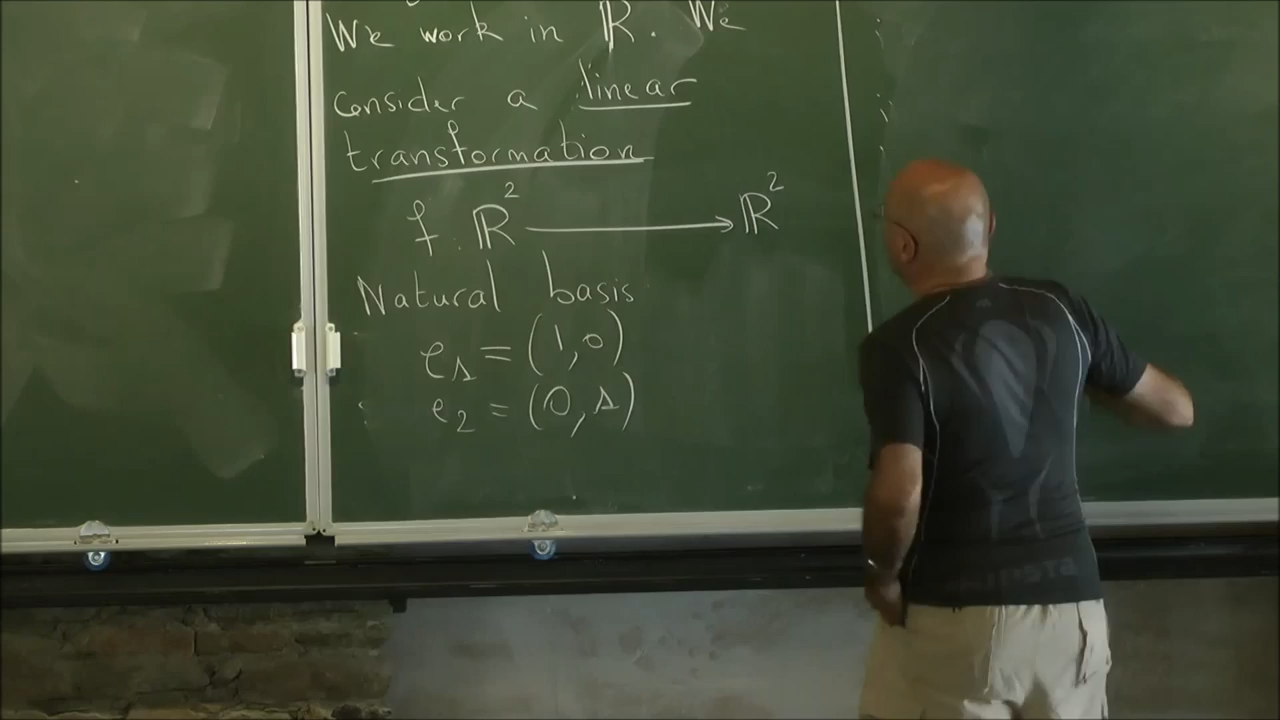 We work in ℝ. We
consider a linear
transformation
f: ℝ² ⟶ ℝ²
Natural basis
e₁ = (1, 0)
e₂ = (0, 1)